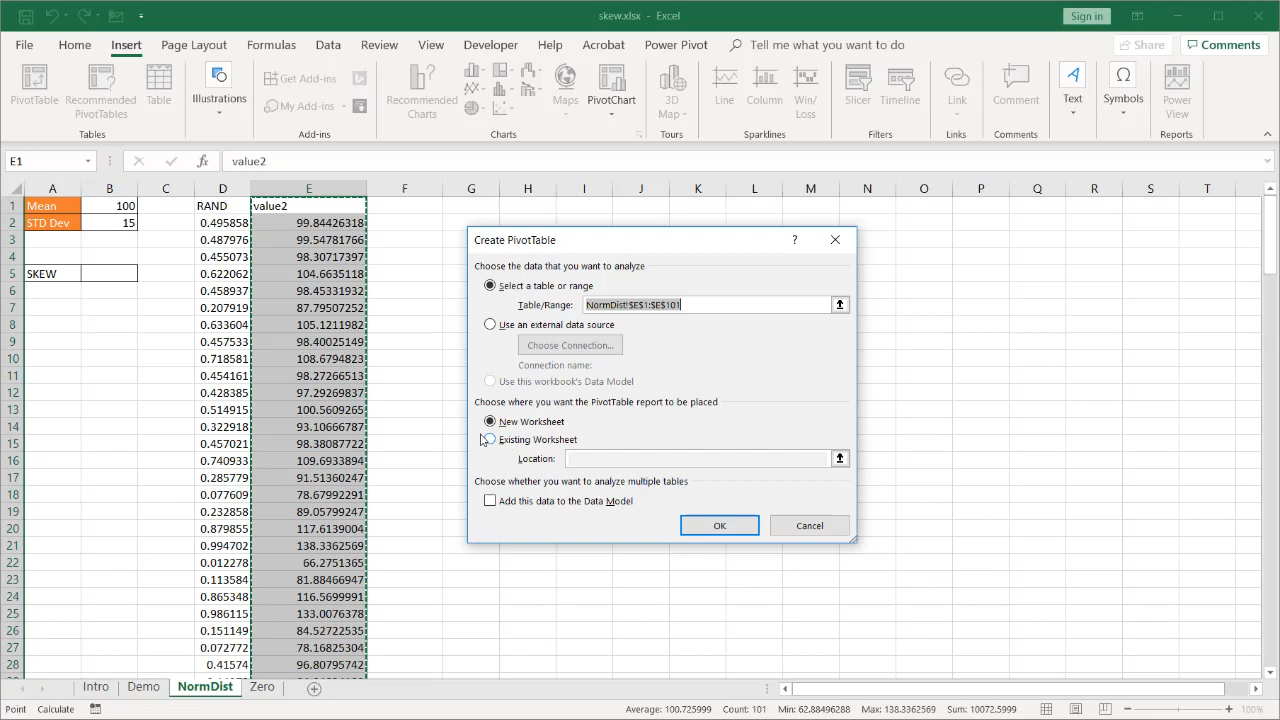 skew.xlsx - Excel
Sign in
File Home Insert Page Layout Formulas Data Review View Developer Help Acrobat Power Pivot Tell me what you want to do Share Comments
PivotTable
Recommended PivotTables
Table
Illustrations
Get Add-ins
My Add-ins
Recommended Charts
Maps
PivotChart
3D Map
Line
Column
Win/Loss
Slicer
Timeline
Link
Comment
Text
Symbols
Power View
Tables Add-ins Charts Tours Sparklines Filters Links Comments Reports
E1 fx value2
A B C D E F G H I J K L M N O P Q R S T
1 Mean 100 RAND value2
2 STD Dev 15 0.495858 99.84426318
3 0.487976 99.54781766
4 0.455073 98.30717397
5 SKEW 0.622062 104.6635118
6 0.458937 98.45331932
7 0.207919 87.79507252
8 0.633604 105.1211982
9 0.457533 98.40025149
10 0.718581 108.6794823
11 0.454161 98.27266513
12 0.428385 97.29269837
13 0.514915 100.5609265
14 0.322918 93.10666787
15 0.457021 98.38087722
16 0.740933 109.6933894
17 0.285779 91.51360247
18 0.077609 78.67992291
19 0.232858 89.05799247
20 0.879855 117.6139004
21 0.994702 138.3362569
22 0.012278 66.2751365
23 0.113584 81.88466947
24 0.865348 116.5699991
25 0.986115 133.0076378
26 0.151149 84.52722535
27 0.072772 78.16825304
28 0.41574 96.80795742
Create PivotTable ?
Choose the data that you want to analyze
Select a table or range
Table/Range: NormDist!$E$1:$E$101
Use an external data source
Choose Connection...
Connection name:
Use this workbook's Data Model
Choose where you want the PivotTable report to be placed
New Worksheet
Existing Worksheet
Location:
Choose whether you want to analyze multiple tables
Add this data to the Data Model
OK Cancel
Intro Demo NormDist Zero
Point Calculate Average: 100.725999 Count: 101 Min: 62.88496288 Max: 138.3362569 Sum: 10072.5999 100%